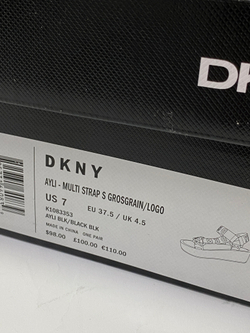 DK
DKNY
AYLI - MULTI STRAP S GROSGRAIN/LOGO
US 7 EU 37.5 / UK 4.5
K1083353
AYLI BLK/BLACK BLK
MADE IN CHINA ONE PAIR
$98.00 £100.00 €110.00